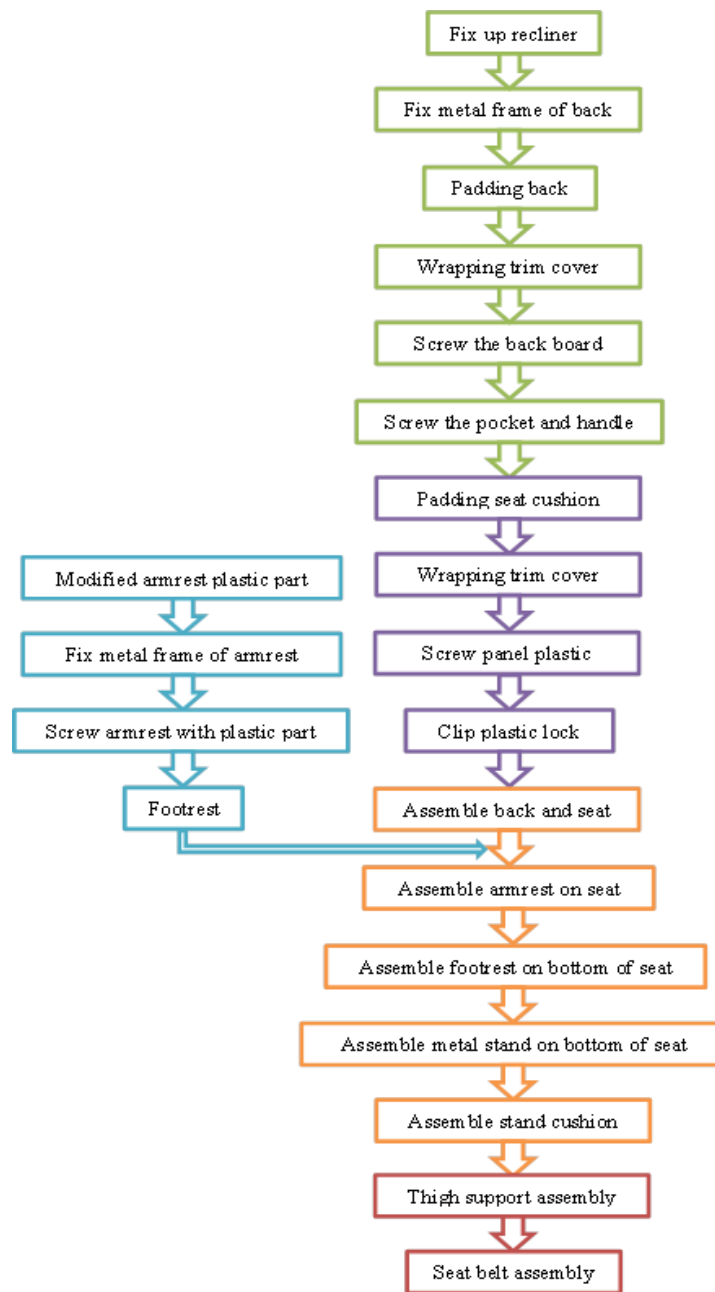 Fix up recliner
Fix metal frame of back
Padding back
Wrapping trim cover
Screw the back board
Screw the pocket and handle
Padding seat cushion
Wrapping trim cover
Screw panel plastic
Clip plastic lock
Modified armrest plastic part
Fix metal frame of armrest
Screw armrest with plastic part
Footrest
Assemble back and seat
Assemble armrest on seat
Assemble footrest on bottom of seat
Assemble metal stand on bottom of seat
Assemble stand cushion
Thigh support assembly
Seat belt assembly